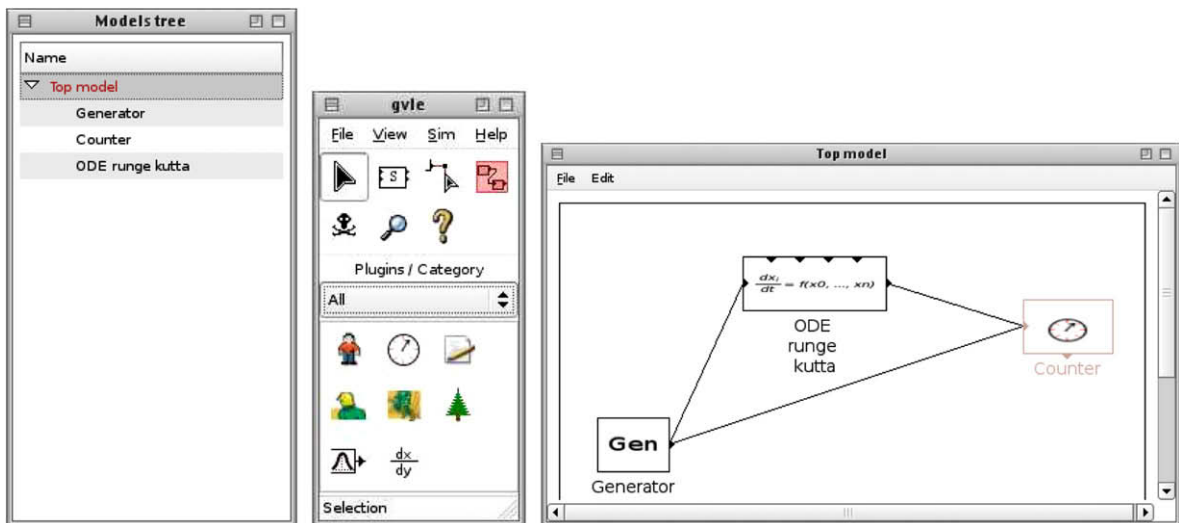 Models tree
Name
Top model
Generator
Counter
ODE runge kutta
gvle
File View Sim Help
S
Plugins / Category
All
dx
dy
Selection
Top model
File Edit
dxi
dt = f(x0, ..., xn)
ODE
runge
kutta
Counter
Gen
Generator